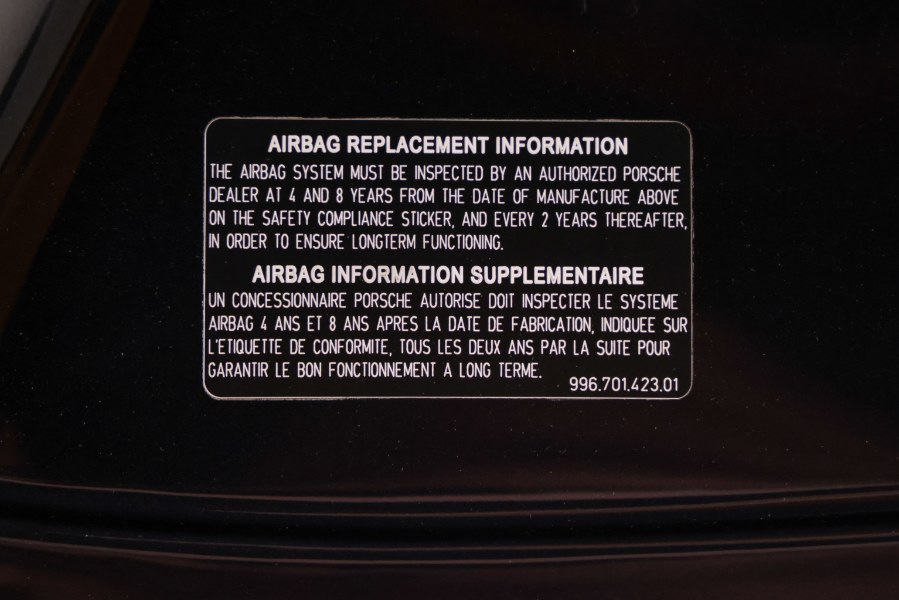 AIRBAG REPLACEMENT INFORMATION
THE AIRBAG SYSTEM MUST BE INSPECTED BY AN AUTHORIZED PORSCHE
DEALER AT 4 AND 8 YEARS FROM THE DATE OF MANUFACTURE ABOVE
ON THE SAFETY COMPLIANCE STICKER, AND EVERY 2 YEARS THEREAFTER,
IN ORDER TO ENSURE LONGTERM FUNCTIONING.
AIRBAG INFORMATION SUPPLEMENTAIRE
UN CONCESSIONNAIRE PORSCHE AUTORISE DOIT INSPECTER LE SYSTEME
AIRBAG 4 ANS ET 8 ANS APRES LA DATE DE FABRICATION, INDIQUEE SUR
L'ETIQUETTE DE CONFORMITE, TOUS LES DEUX ANS PAR LA SUITE POUR
GARANTIR LE BON FONCTIONNEMENT A LONG TERME.
996.701.423.01